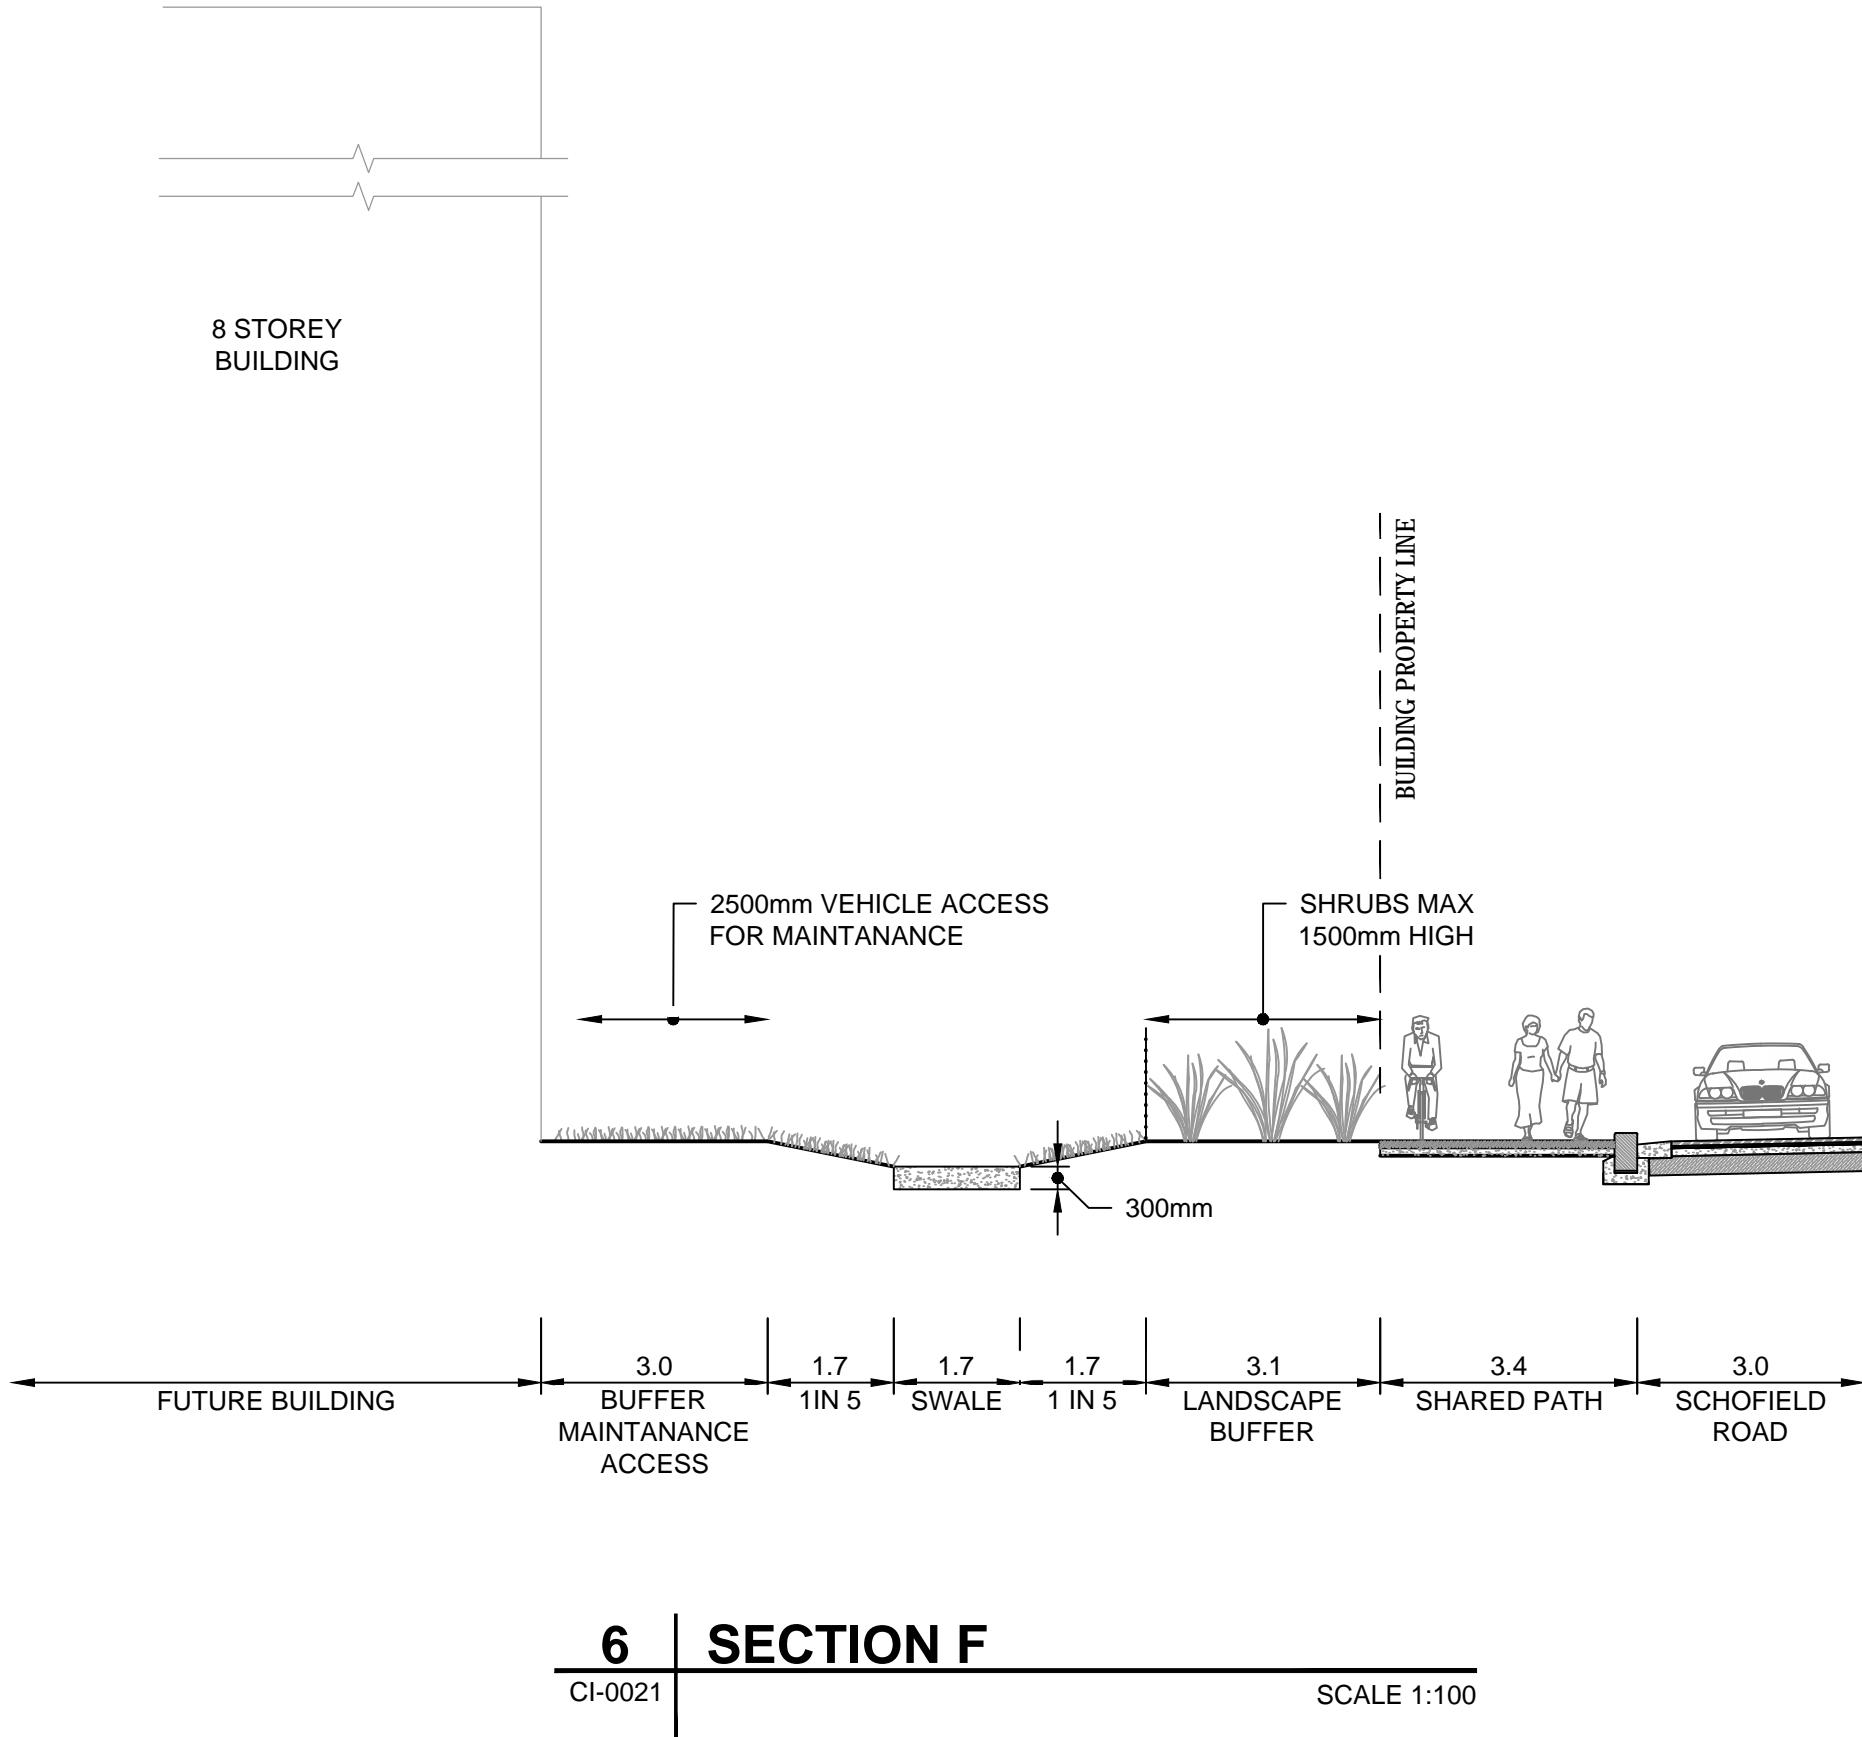 8 STOREY
BUILDING
BUILDING PROPERTY LINE
2500mm VEHICLE ACCESS
FOR MAINTANANCE
SHRUBS MAX
1500mm HIGH
300mm
FUTURE BUILDING
3.0
BUFFER
MAINTANANCE
ACCESS
1.7
1IN 5
1.7
SWALE
1.7
1 IN 5
3.1
LANDSCAPE
BUFFER
3.4
SHARED PATH
3.0
SCHOFIELD
ROAD
6
SECTION F
CI-0021
SCALE 1:100